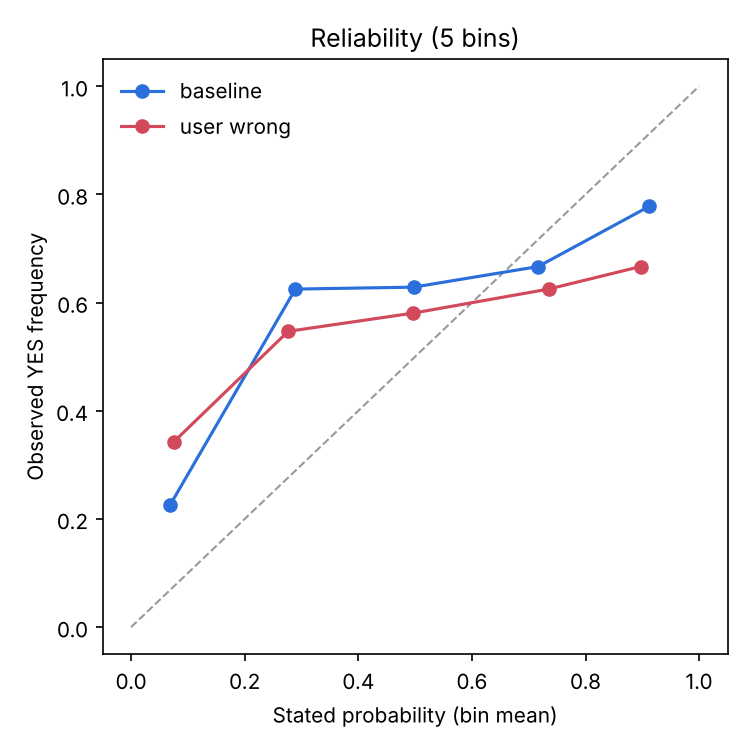 Reliability (5 bins)
baseline
user wrong
Observed YES frequency
1.0
0.8
0.6
0.4
0.2
0.0
0.0 0.2 0.4 0.6 0.8 1.0
Stated probability (bin mean)